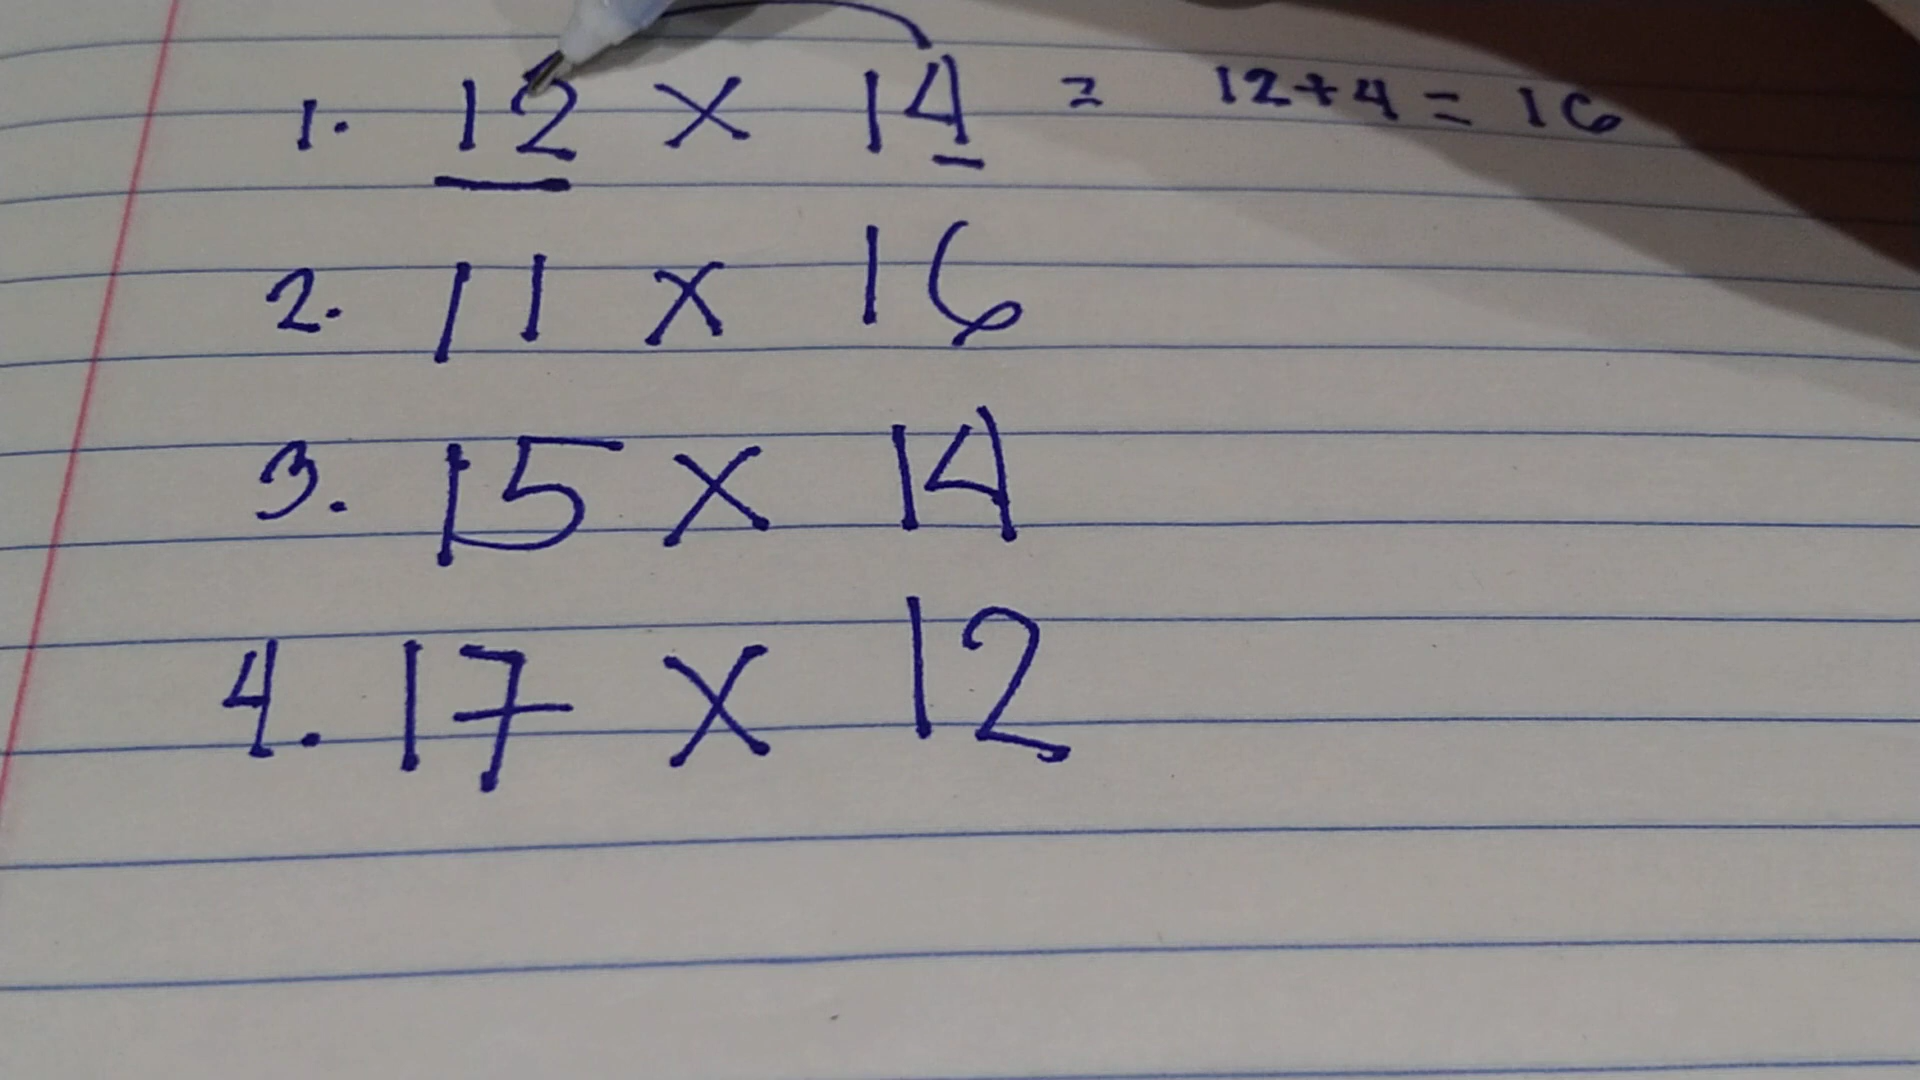 1. 12 x 14 = 12+4 = 16
2. 11 x 16
3. 15 x 14
4. 17 x 12